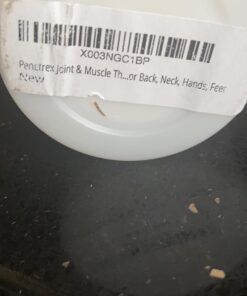 X003NGC1BP
Penetrex Joint & Muscle Th...or Back, Neck, Hands, Feet
New